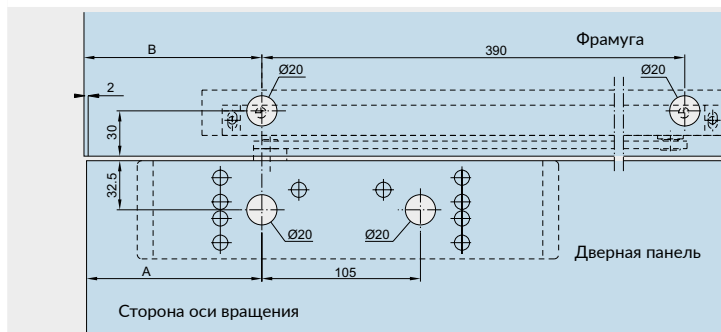 Фрамуга
B
390
Ø20
Ø20
2
30
32.5
Ø20
Ø20
Дверная панель
A
105
Сторона оси вращения